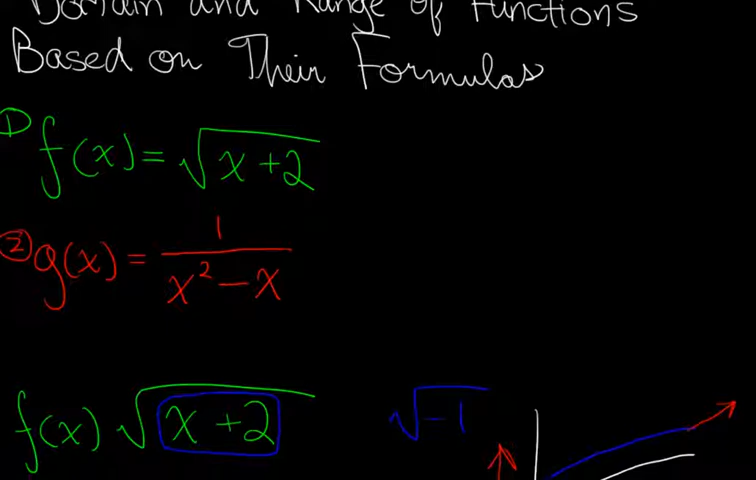 Domain and Range of Functions
Based on Their Formulas
① f(x) = √(x + 2)
② g(x) = 1/(x² − x)
f(x) √(x + 2) √−1